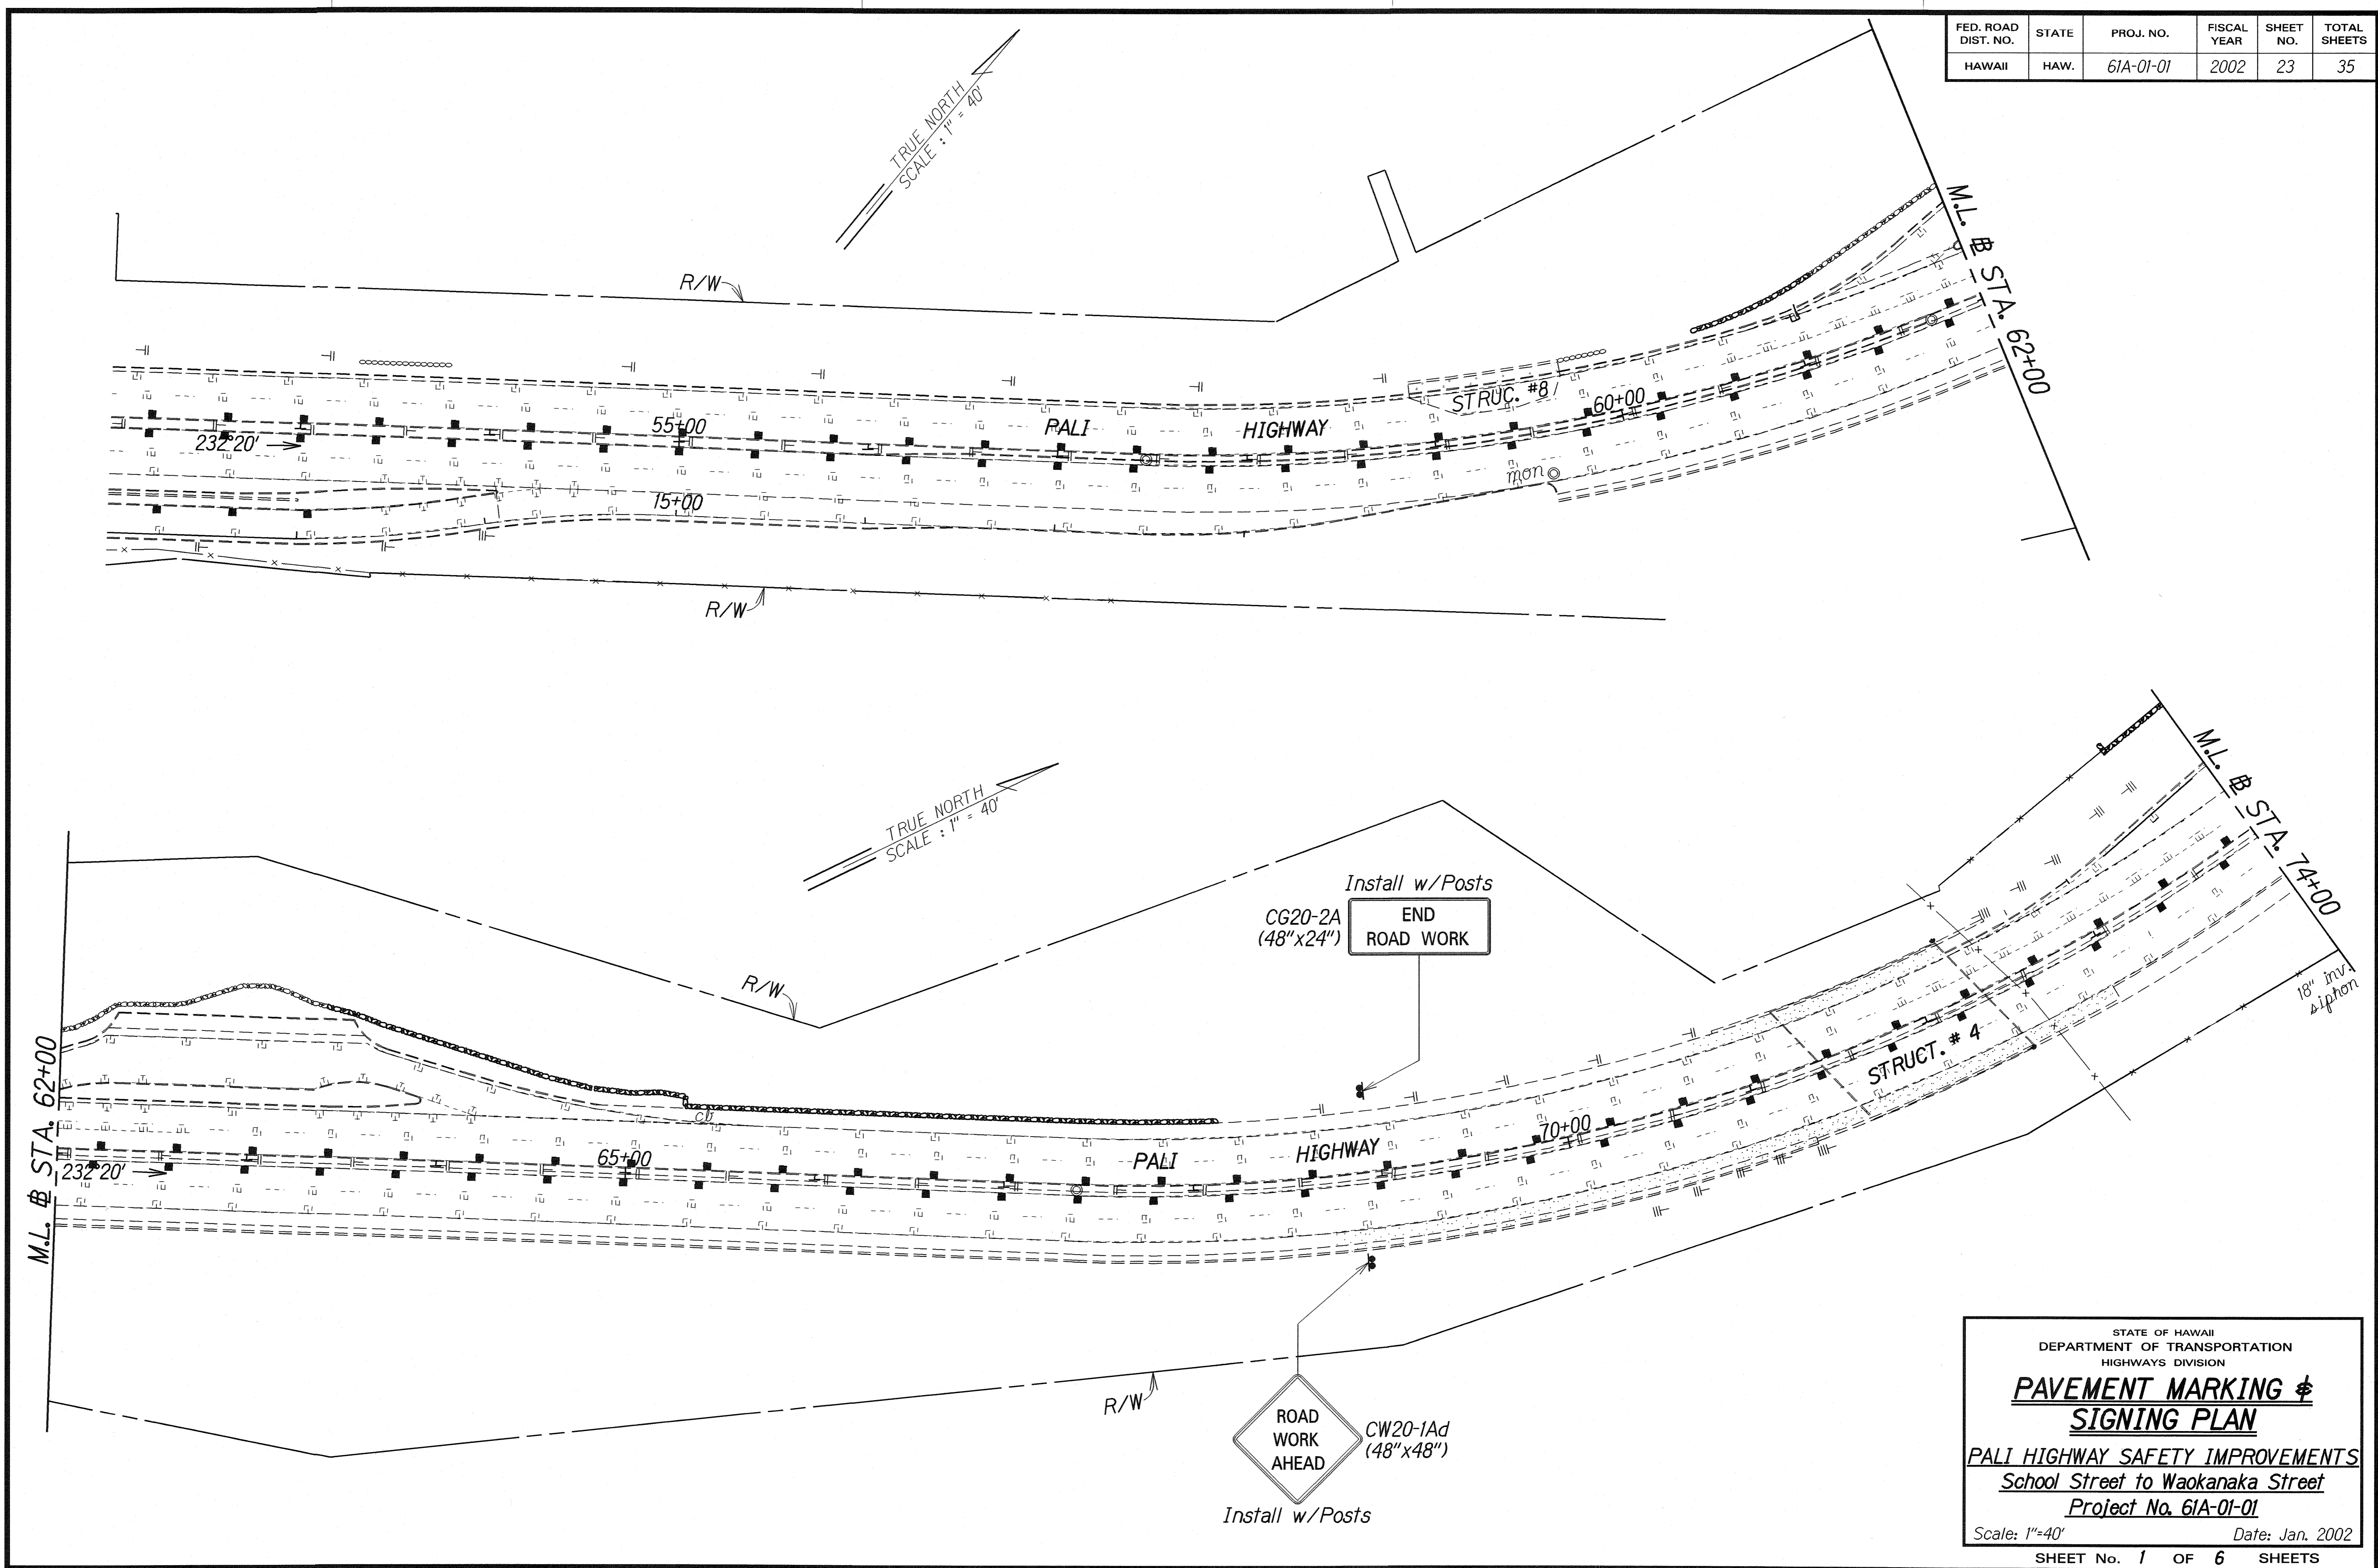 FED. ROAD DIST. NO. STATE PROJ. NO. FISCAL YEAR SHEET NO. TOTAL SHEETS
HAWAII HAW. 61A-01-01 2002 23 35
TRUE NORTH
SCALE : 1" = 40'
R/W
M.L. ⅊ STA. 62+00
STRUC. #8
60+00
55+00
PALI HIGHWAY
232°20'
mon
15+00
R/W
TRUE NORTH
SCALE : 1" = 40'
M.L. ⅊ STA. 74+00
Install w/Posts
CG20-2A
(48"x24")
END
ROAD WORK
R/W
18" inv.
siphon
M.L. ⅊ STA. 62+00
STRUCT. # 4
70+00
65+00
PALI HIGHWAY
232°20'
R/W
ROAD
WORK
AHEAD
CW20-1Ad
(48"x48")
Install w/Posts
STATE OF HAWAII
DEPARTMENT OF TRANSPORTATION
HIGHWAYS DIVISION
PAVEMENT MARKING &
SIGNING PLAN
PALI HIGHWAY SAFETY IMPROVEMENTS
School Street to Waokanaka Street
Project No. 61A-01-01
Scale: 1"=40' Date: Jan. 2002
SHEET No. 1 OF 6 SHEETS